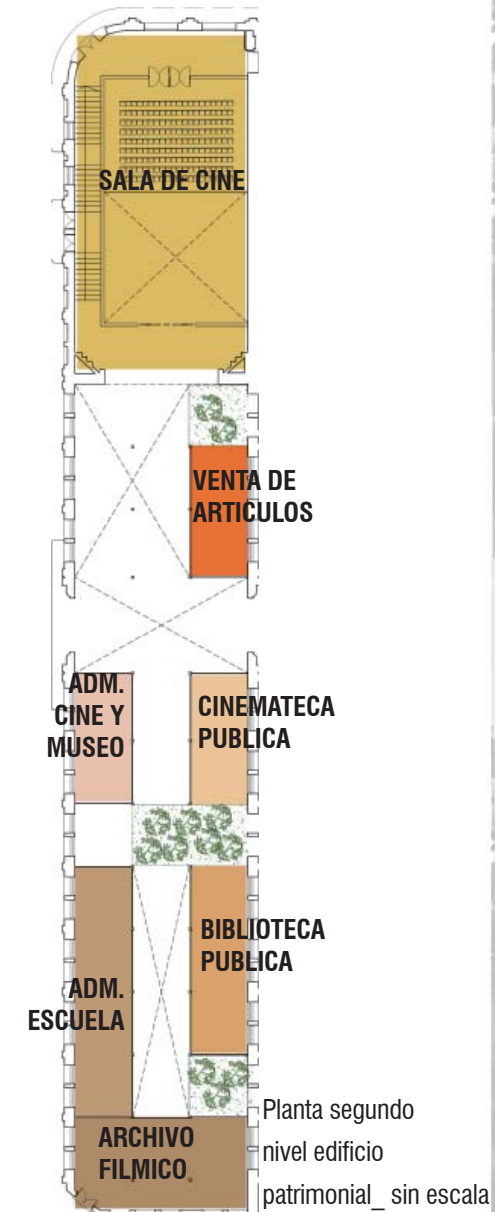 SALA DE CINE
VENTA DE
ARTICULOS
ADM.
CINE Y
MUSEO
CINEMATECA
PUBLICA
BIBLIOTECA
PUBLICA
ADM.
ESCUELA
ARCHIVO
FILMICO
Planta segundo
nivel edificio
patrimonial_ sin escala